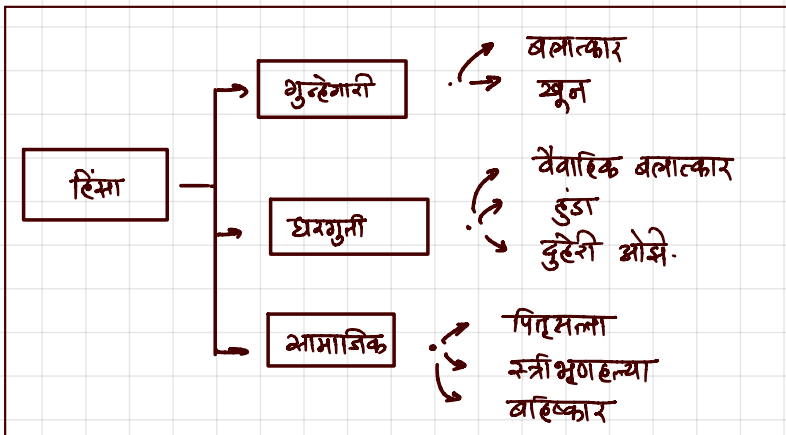 बलात्कार
गुन्हेगारी
खून
वैवाहिक बलात्कार
हिंसा
हुंडा
घरगुती
दुहेरी ओझे.
पितृसत्ता
सामाजिक
स्त्रीभ्रूणहत्या
बहिष्कार